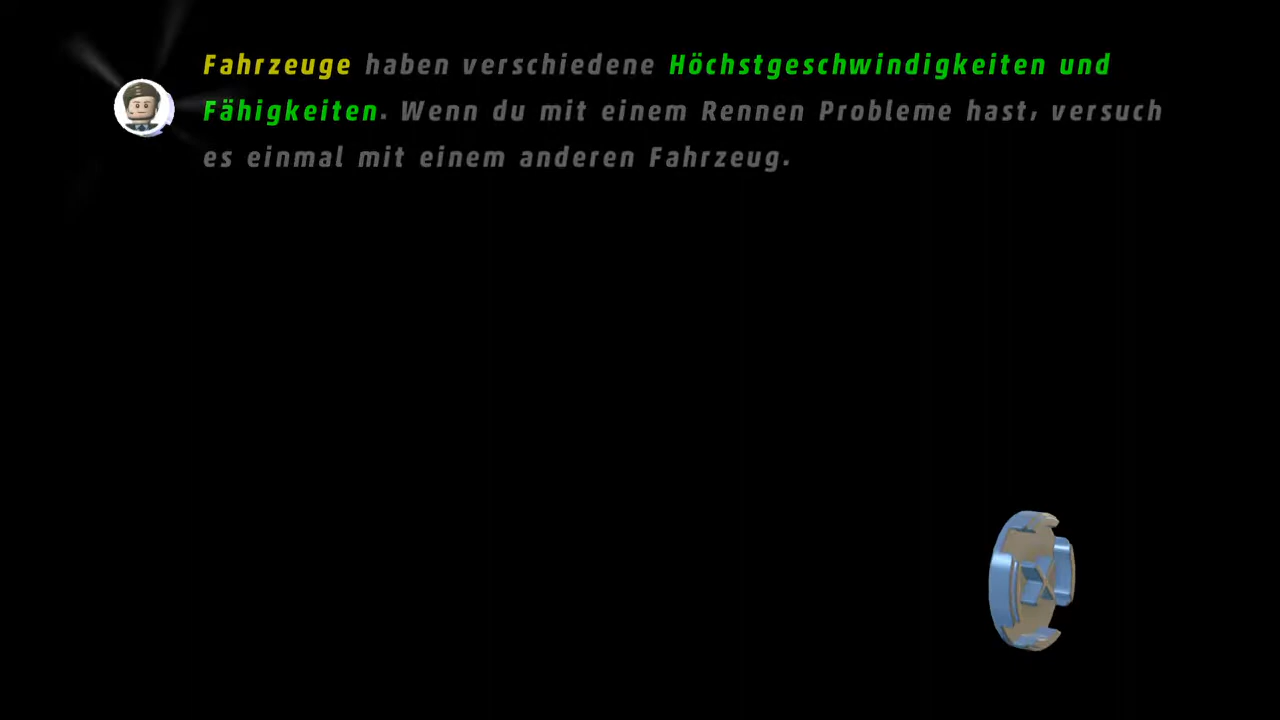 Fahrzeuge haben verschiedene Höchstgeschwindigkeiten und
Fähigkeiten. Wenn du mit einem Rennen Probleme hast, versuch
es einmal mit einem anderen Fahrzeug.